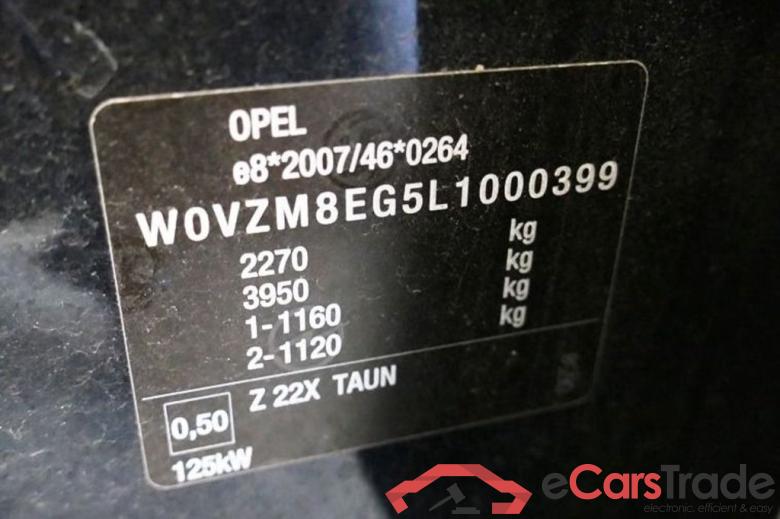 OPEL
e8*2007/46*0264
W0VZM8EG5L1000399
2270 kg
3950 kg
1-1160 kg
2-1120 kg
0,50 Z 22X TAUN
125kW
eCarsTrade
electronic, efficient & easy